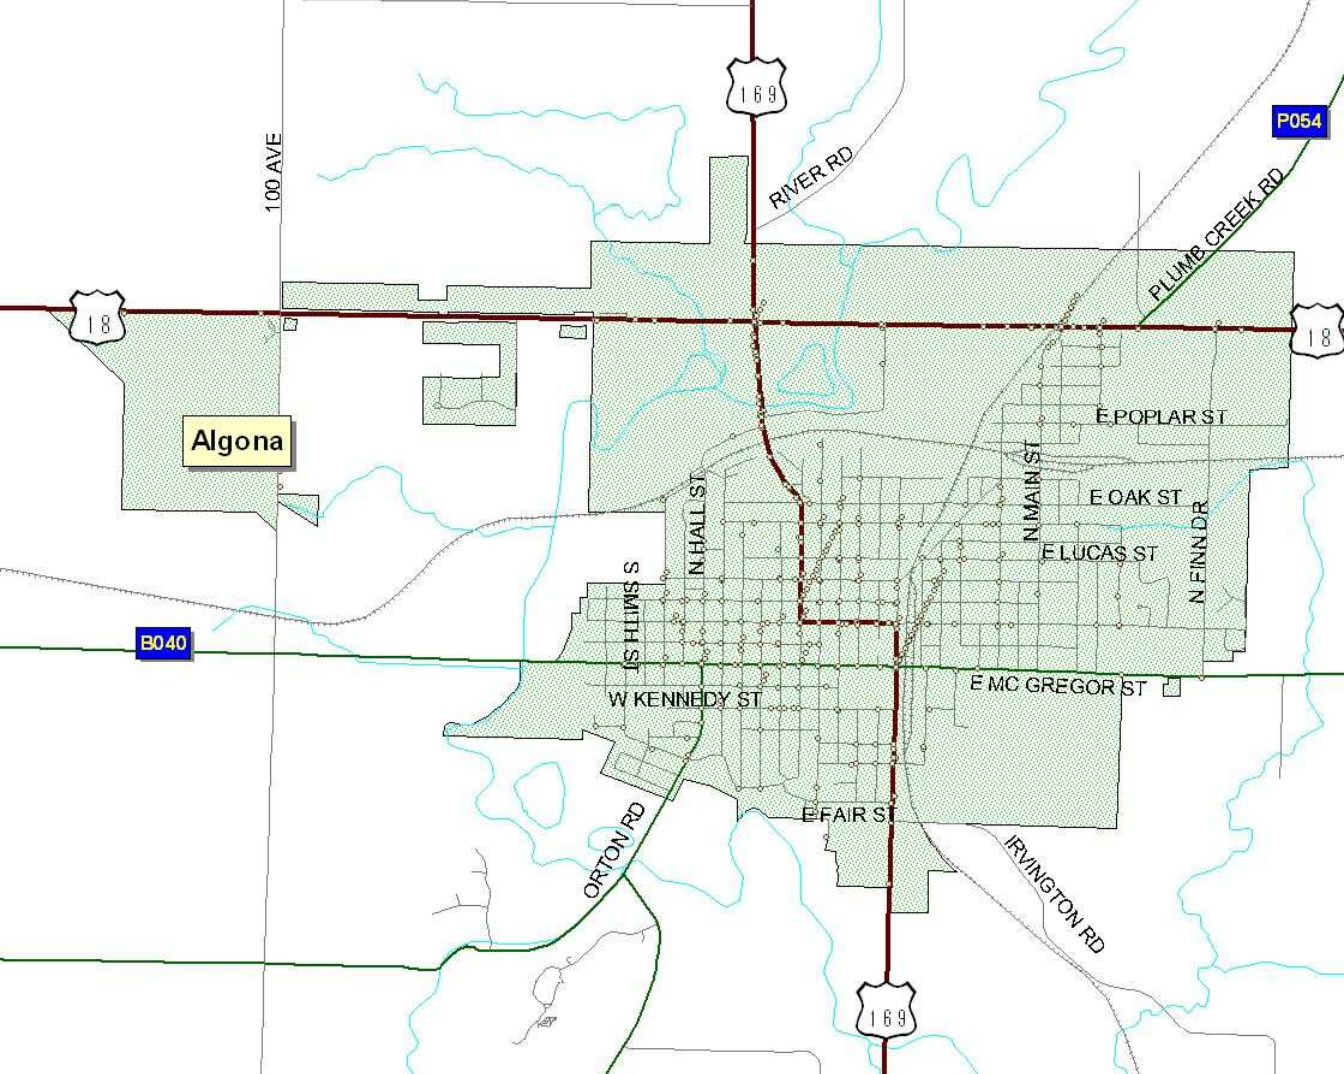 169
P054
RIVER RD
100 AVE
PLUMB CREEK RD
18
18
E POPLAR ST
Algona
N MAIN ST
N HALL ST
E OAK ST
E LUCAS ST
N FINN DR
S SMITH ST
B040
E MC GREGOR ST
W KENNEDY ST
E FAIR ST
ORTON RD
IRVINGTON RD
169